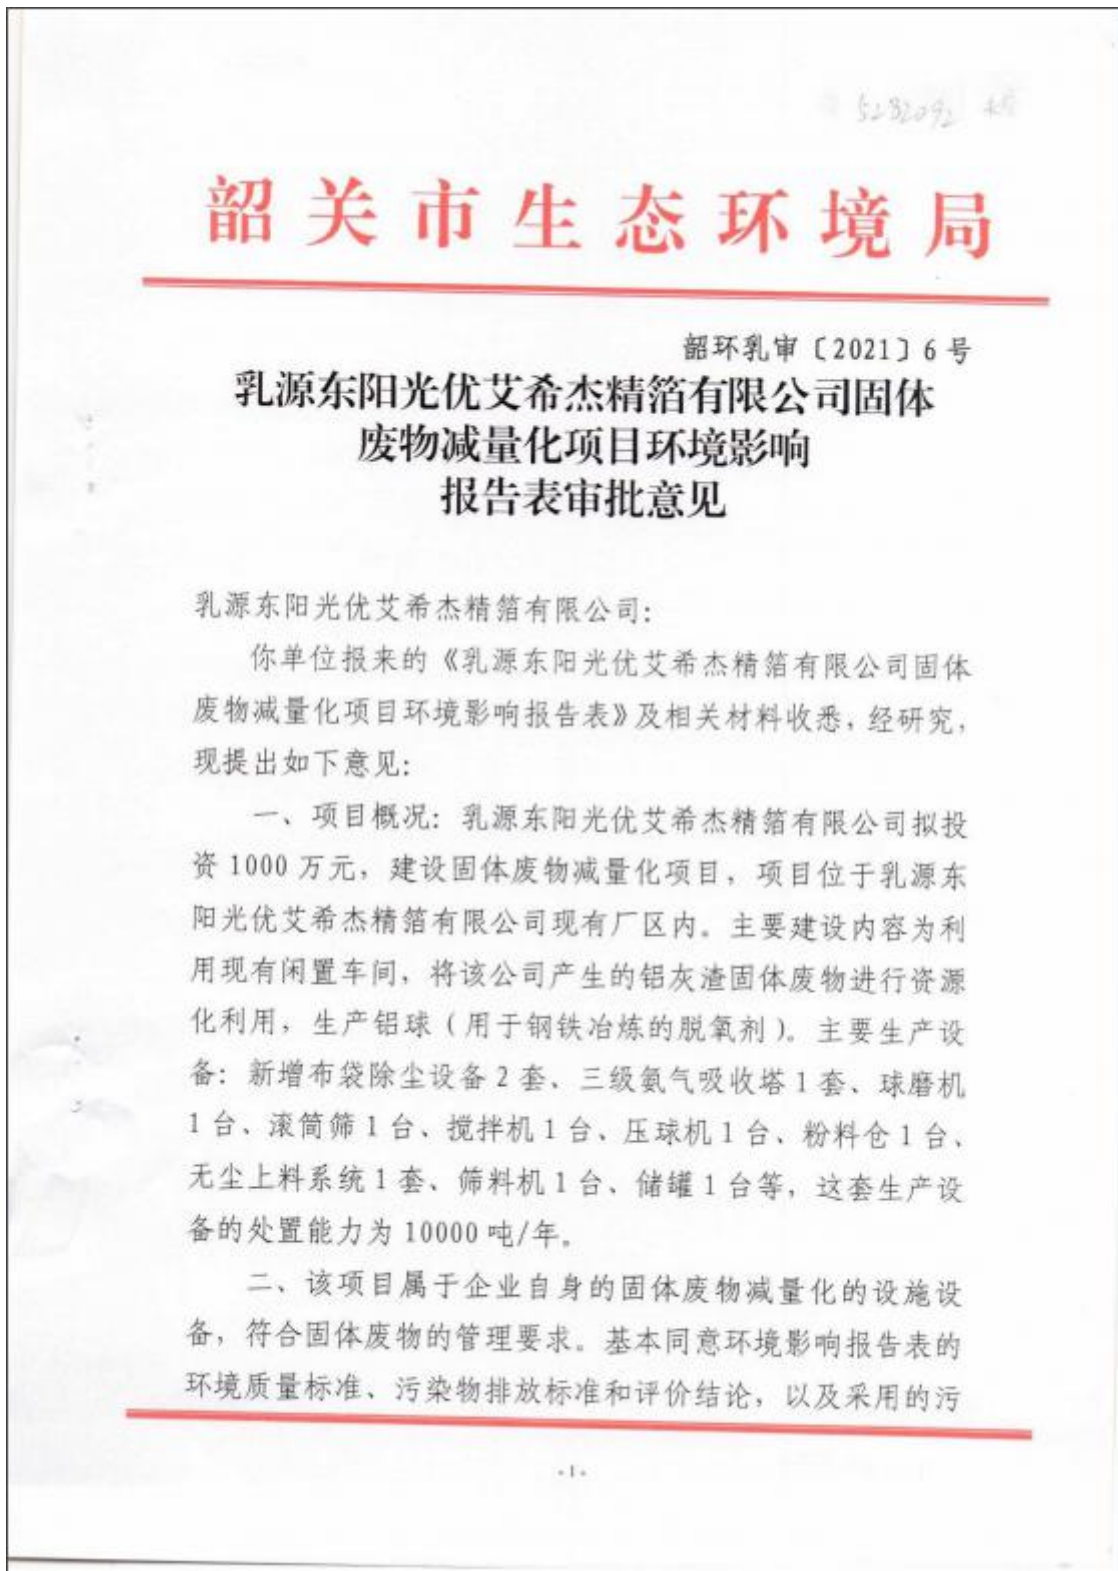 5282092
韶关市生态环境局
韶环乳审〔2021〕6号
乳源东阳光优艾希杰精箔有限公司固体
废物减量化项目环境影响
报告表审批意见
乳源东阳光优艾希杰精箔有限公司:
你单位报来的《乳源东阳光优艾希杰精箔有限公司固体
废物减量化项目环境影响报告表》及相关材料收悉,经研究,
现提出如下意见:
一、项目概况:乳源东阳光优艾希杰精箔有限公司拟投
资1000万元,建设固体废物减量化项目,项目位于乳源东
阳光优艾希杰精箔有限公司现有厂区内。主要建设内容为利
用现有闲置车间,将该公司产生的铝灰渣固体废物进行资源
化利用,生产铝球(用于钢铁冶炼的脱氧剂)。主要生产设
备:新增布袋除尘设备2套、三级氨气吸收塔1套、球磨机
1台、滚筒筛1台、搅拌机1台、压球机1台、粉料仓1台、
无尘上料系统1套、筛料机1台、储罐1台等,这套生产设
备的处置能力为10000吨/年。
二、该项目属于企业自身的固体废物减量化的设施设
备,符合固体废物的管理要求。基本同意环境影响报告表的
环境质量标准、污染物排放标准和评价结论,以及采用的污
- 1 -